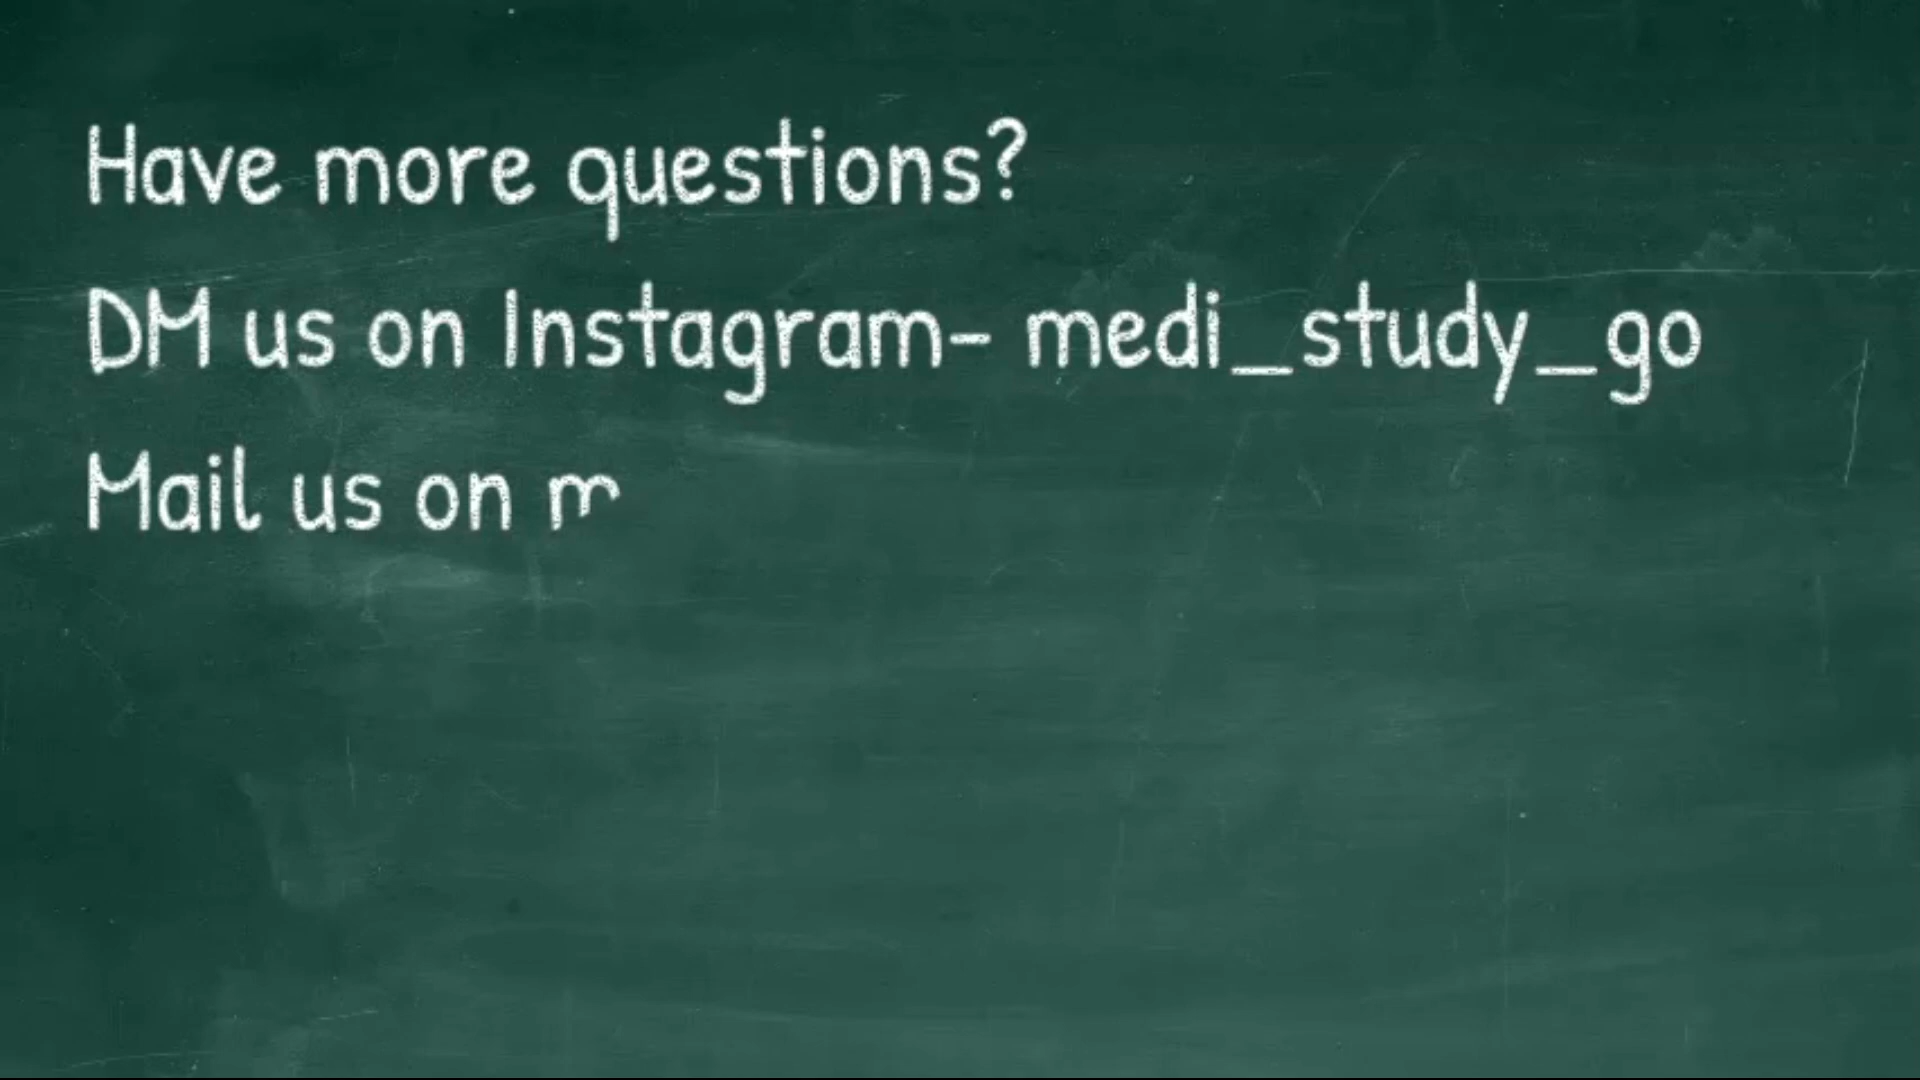 Have more questions?
DM us on Instagram- medi_study_go
Mail us on m